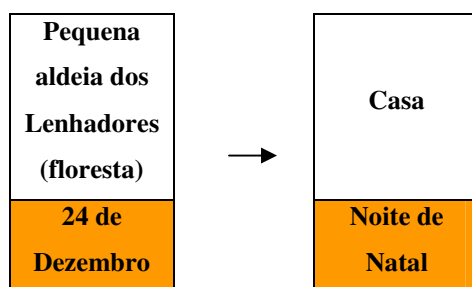 Pequena
aldeia dos
Lenhadores
(floresta)
24 de
Dezembro
Casa
Noite de
Natal